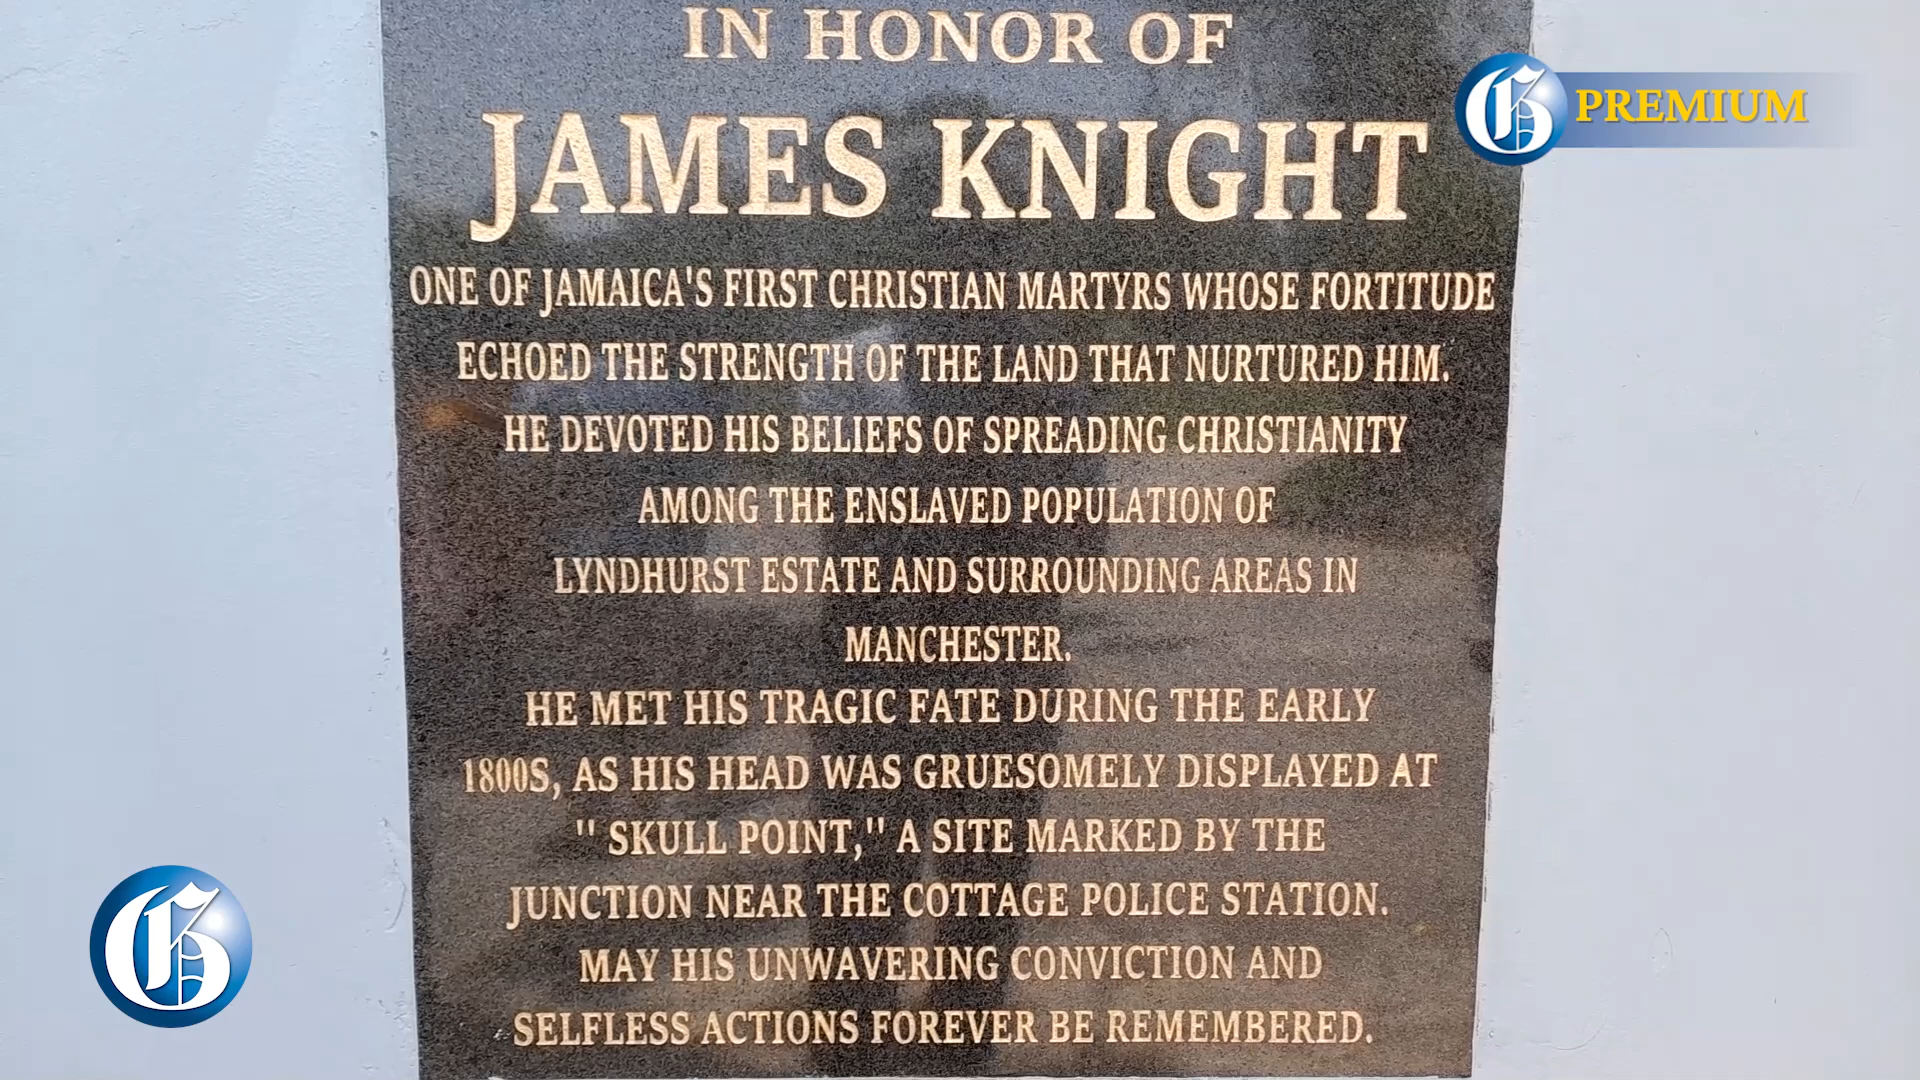 IN HONOR OF
PREMIUM
JAMES KNIGHT
ONE OF JAMAICA'S FIRST CHRISTIAN MARTYRS WHOSE FORTITUDE
ECHOED THE STRENGTH OF THE LAND THAT NURTURED HIM.
HE DEVOTED HIS BELIEFS OF SPREADING CHRISTIANITY
AMONG THE ENSLAVED POPULATION OF
LYNDHURST ESTATE AND SURROUNDING AREAS IN
MANCHESTER.
HE MET HIS TRAGIC FATE DURING THE EARLY
1800S, AS HIS HEAD WAS GRUESOMELY DISPLAYED AT
" SKULL POINT," A SITE MARKED BY THE
JUNCTION NEAR THE COTTAGE POLICE STATION.
MAY HIS UNWAVERING CONVICTION AND
SELFLESS ACTIONS FOREVER BE REMEMBERED.